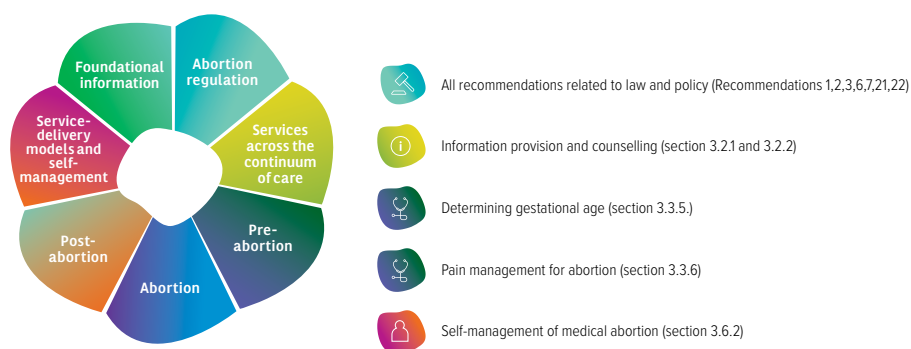 Foundational
information
Abortion
regulation
Services
across the
continuum
of care
Pre-
abortion
Abortion
Post-
abortion
Service-
delivery
models and
self-
management
All recommendations related to law and policy (Recommendations 1,2,3,6,7,21,22)
Information provision and counselling (section 3.2.1 and 3.2.2)
Determining gestational age (section 3.3.5.)
Pain management for abortion (section 3.3.6)
Self-management of medical abortion (section 3.6.2)